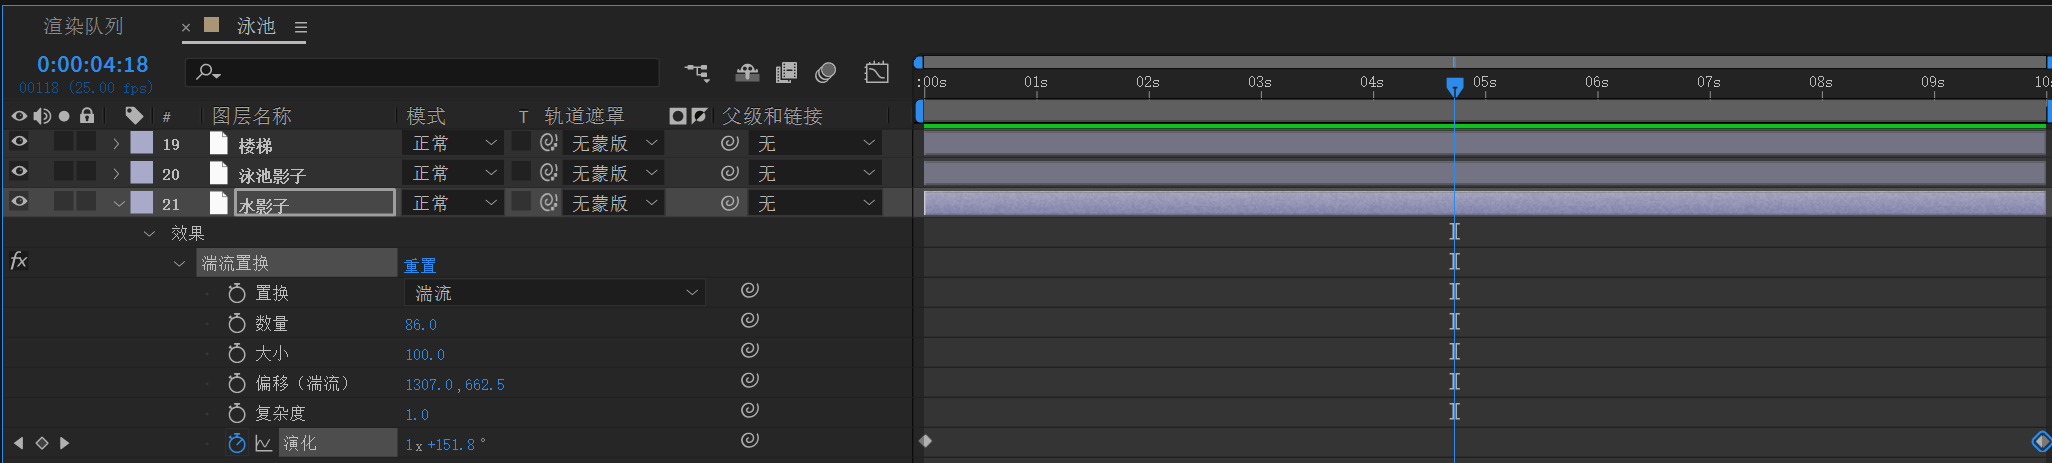 渲染队列 × 泳池 ≡
0:00:04:18
00118 (25.00 fps)
:00s 01s 02s 03s 04s 05s 06s 07s 08s 09s 10s
# 图层名称 模式 T 轨道遮罩 父级和链接
19 楼梯 正常 无蒙版 无
20 泳池影子 正常 无蒙版 无
21 水影子 正常 无蒙版 无
效果
fx 湍流置换 重置
置换 湍流
数量 86.0
大小 100.0
偏移（湍流） 1307.0,662.5
复杂度 1.0
演化 1x+151.8°